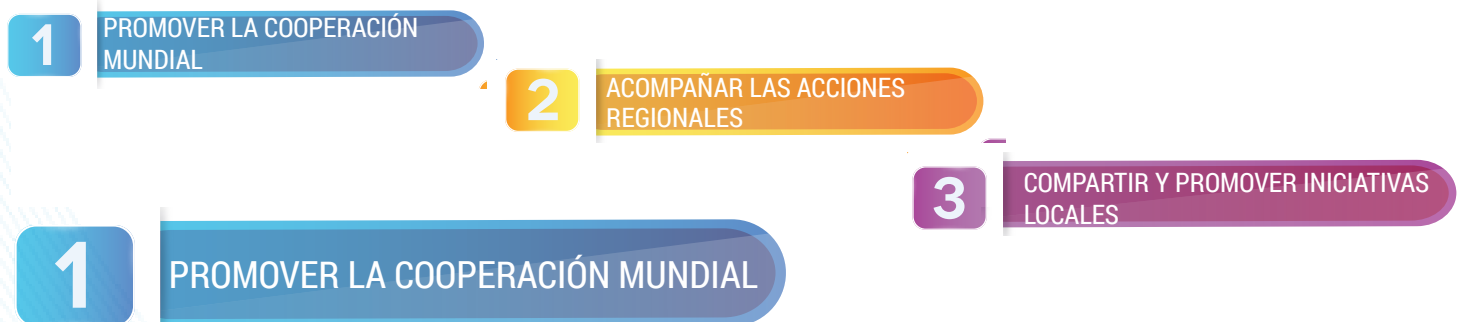 1 PROMOVER LA COOPERACIÓN
MUNDIAL
2 ACOMPAÑAR LAS ACCIONES
REGIONALES
3 COMPARTIR Y PROMOVER INICIATIVAS
LOCALES
1 PROMOVER LA COOPERACIÓN MUNDIAL